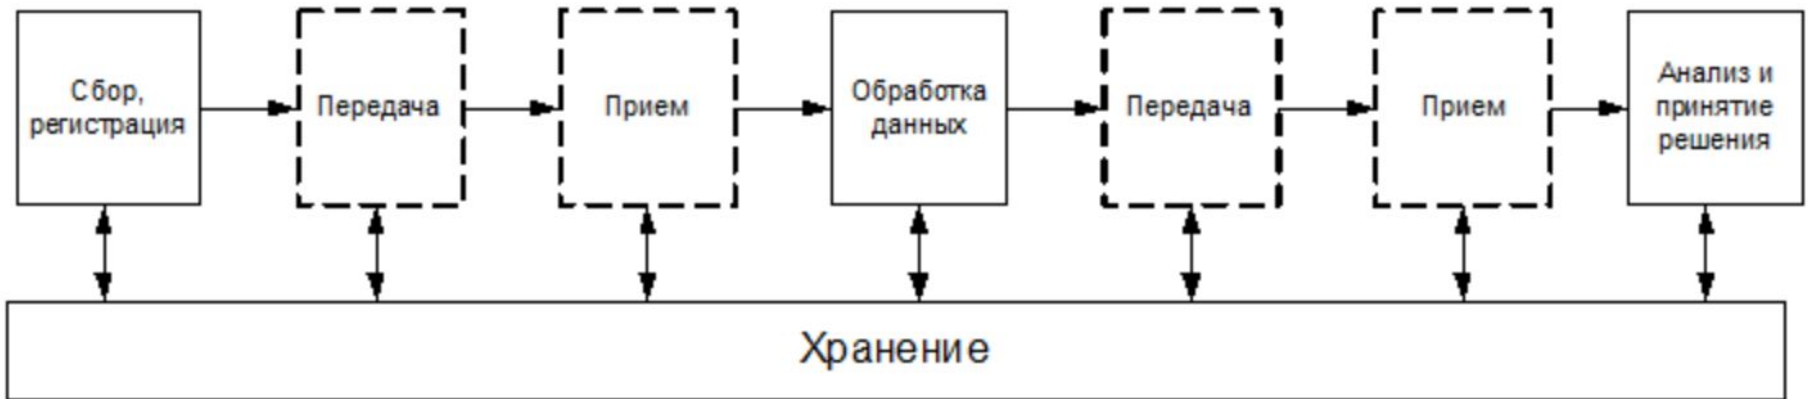 Сбор,
регистрация
Передача
Прием
Обработка
данных
Передача
Прием
Анализ и
принятие
решения
Хранение